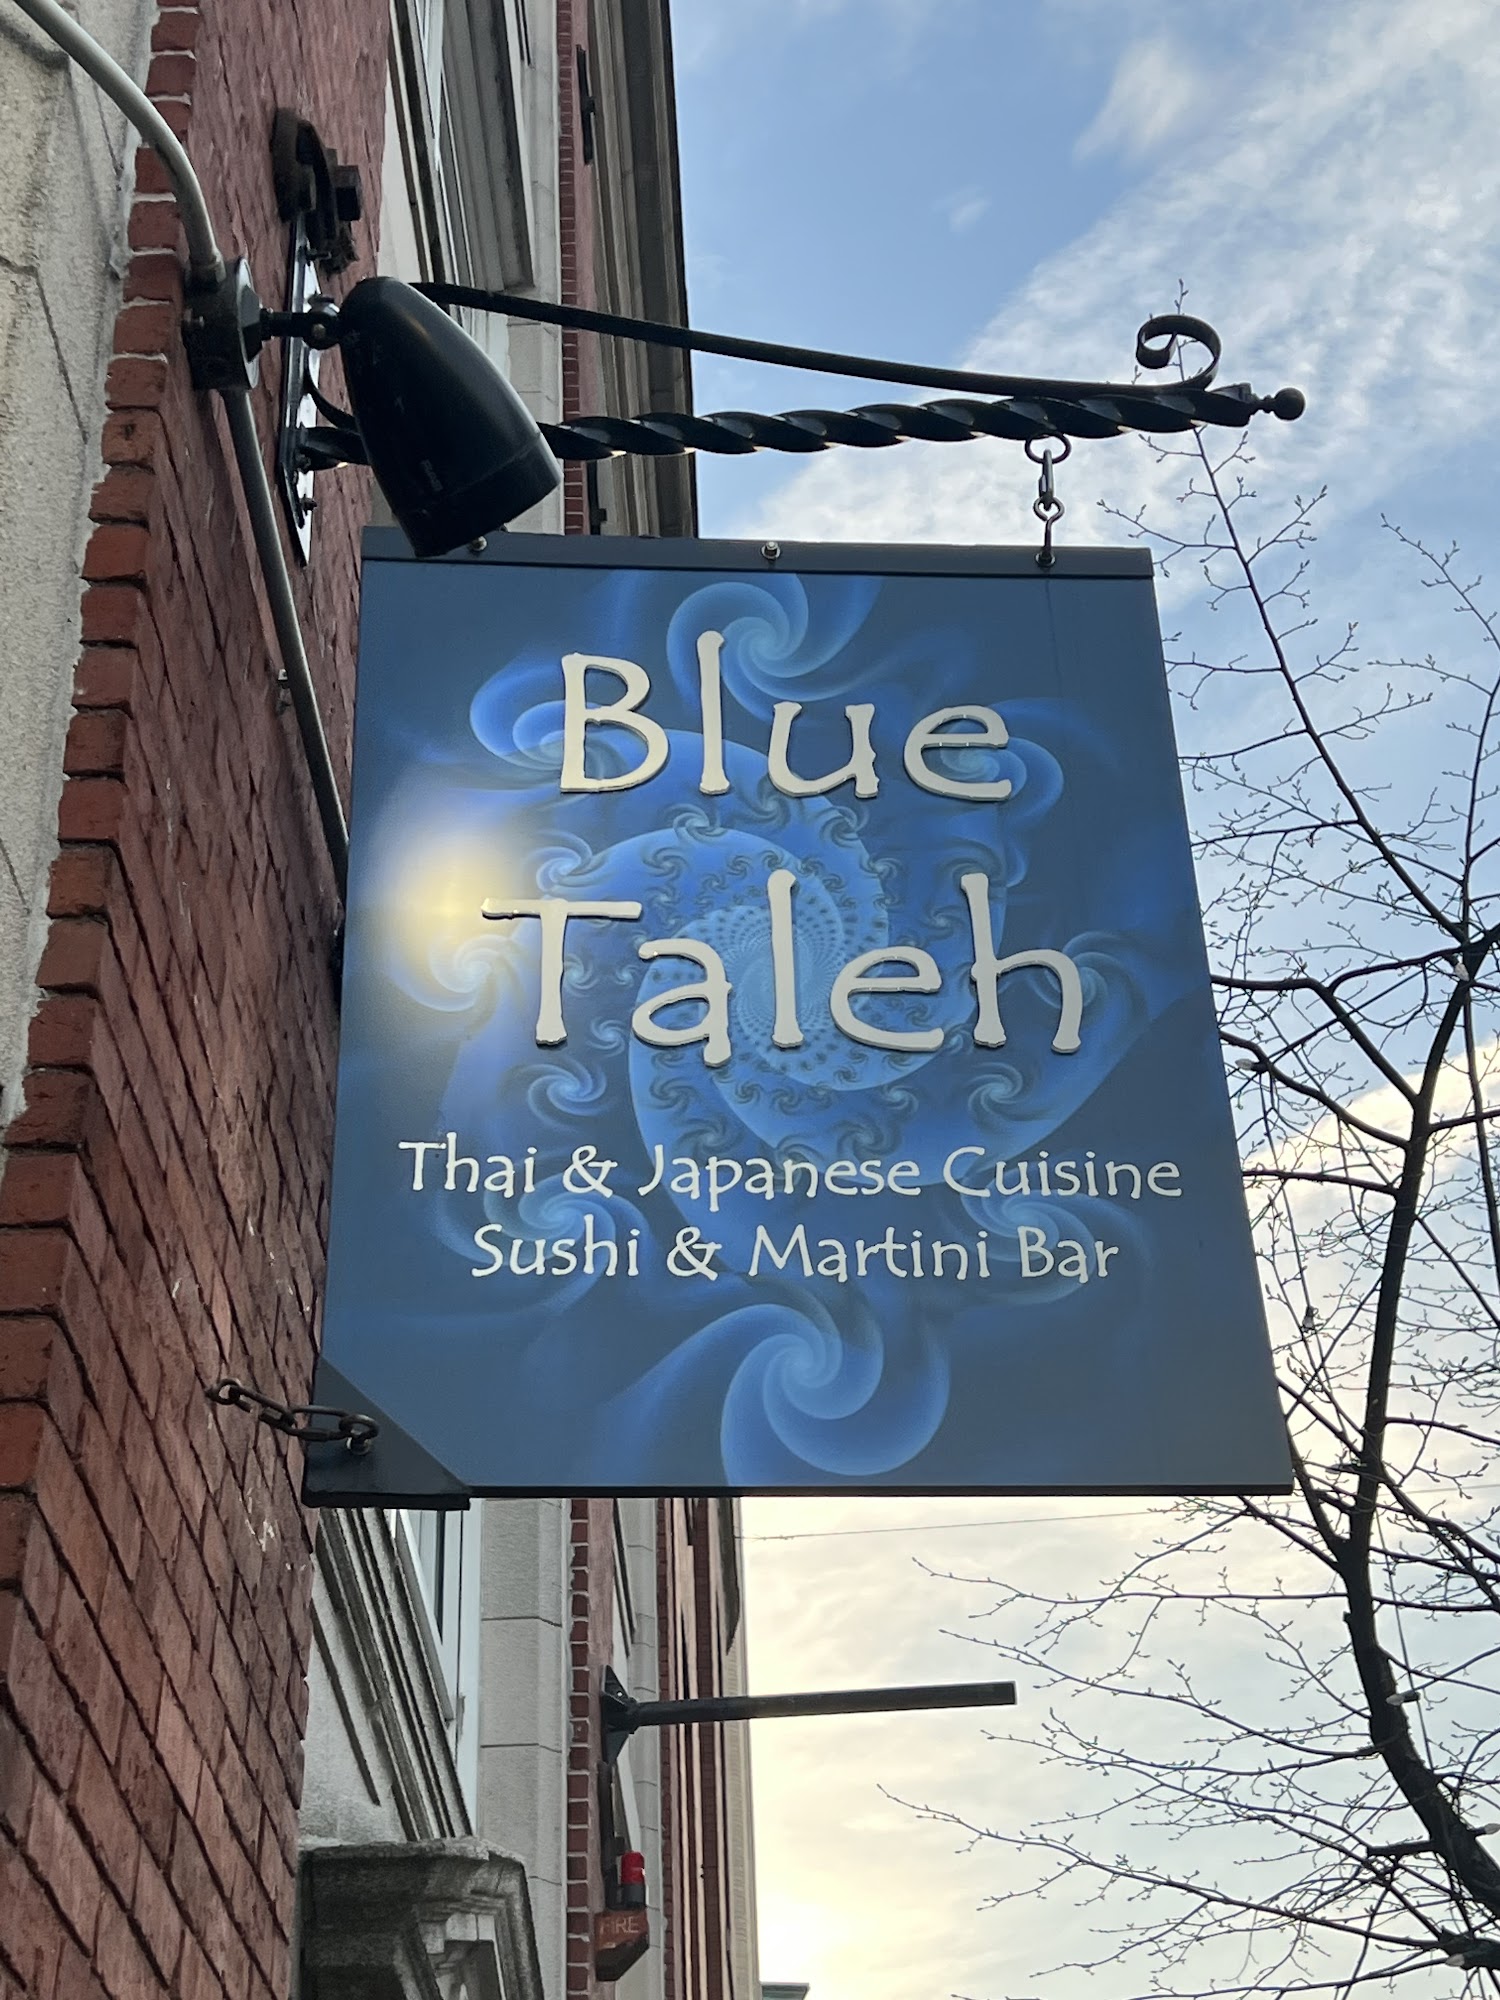 Blue
Taleh
Thai & Japanese Cuisine
Sushi & Martini Bar
FIRE